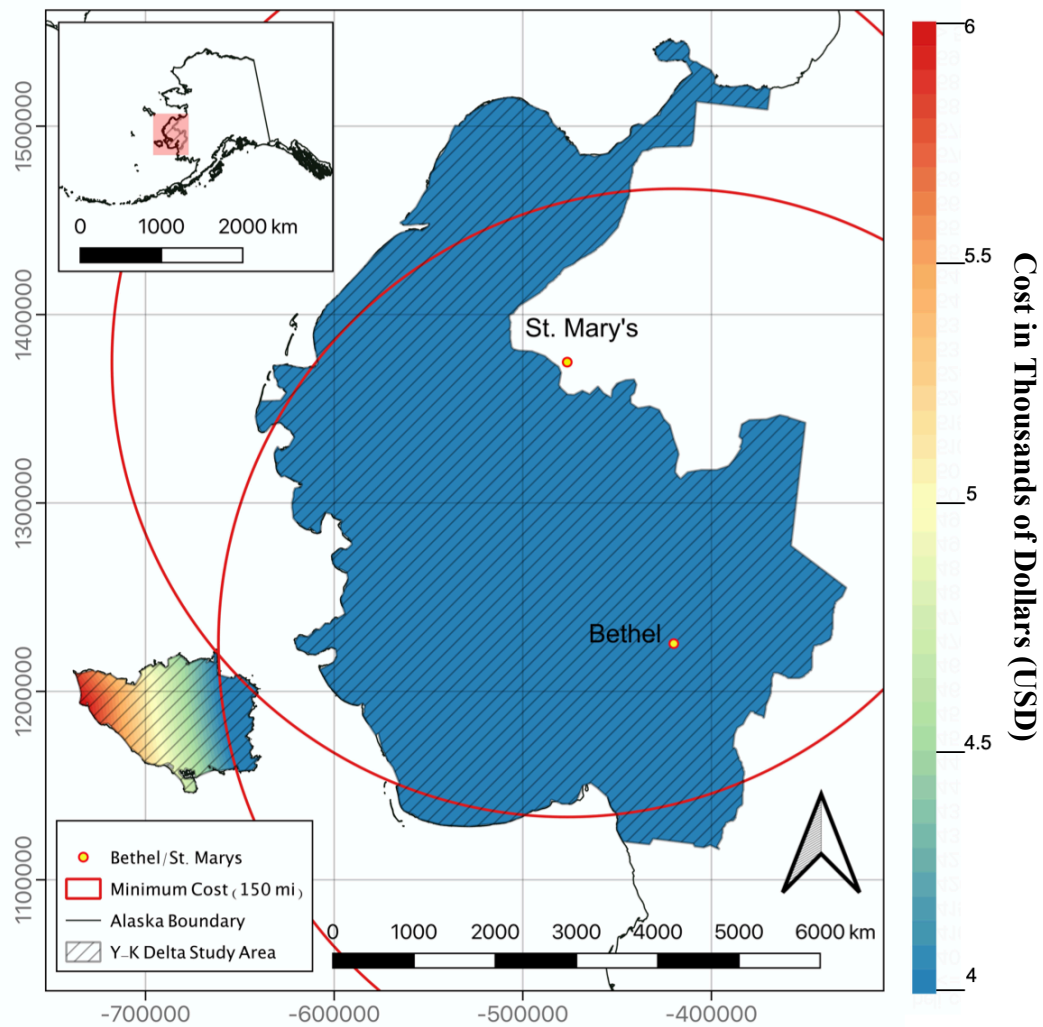 0 1000 2000 km
1500000
1400000
1300000
1200000
1100000
St. Mary's
Bethel
Bethel/St. Marys
Minimum Cost (150 mi)
Alaska Boundary
Y-K Delta Study Area
0 1000 2000 3000 4000 5000 6000 km
-700000 -600000 -500000 -400000
6
5.5
5
4.5
4
Cost in Thousands of Dollars (USD)